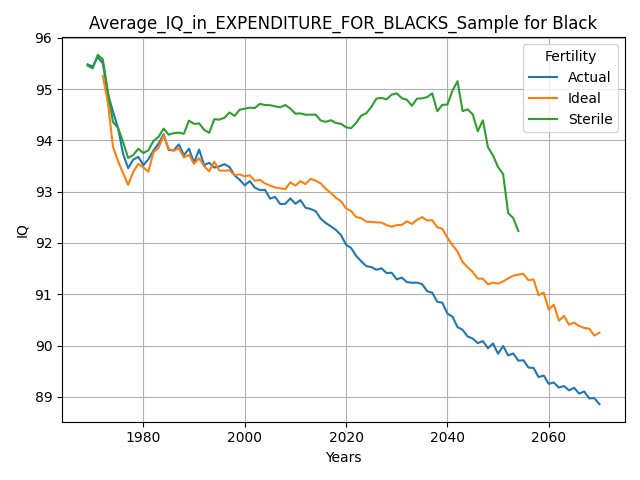 Average_IQ_in_EXPENDITURE_FOR_BLACKS_Sample for Black
96
95
94
93
92
91
90
89
IQ
1980
2000
2020
2040
2060
Years
Fertility
Actual
Ideal
Sterile